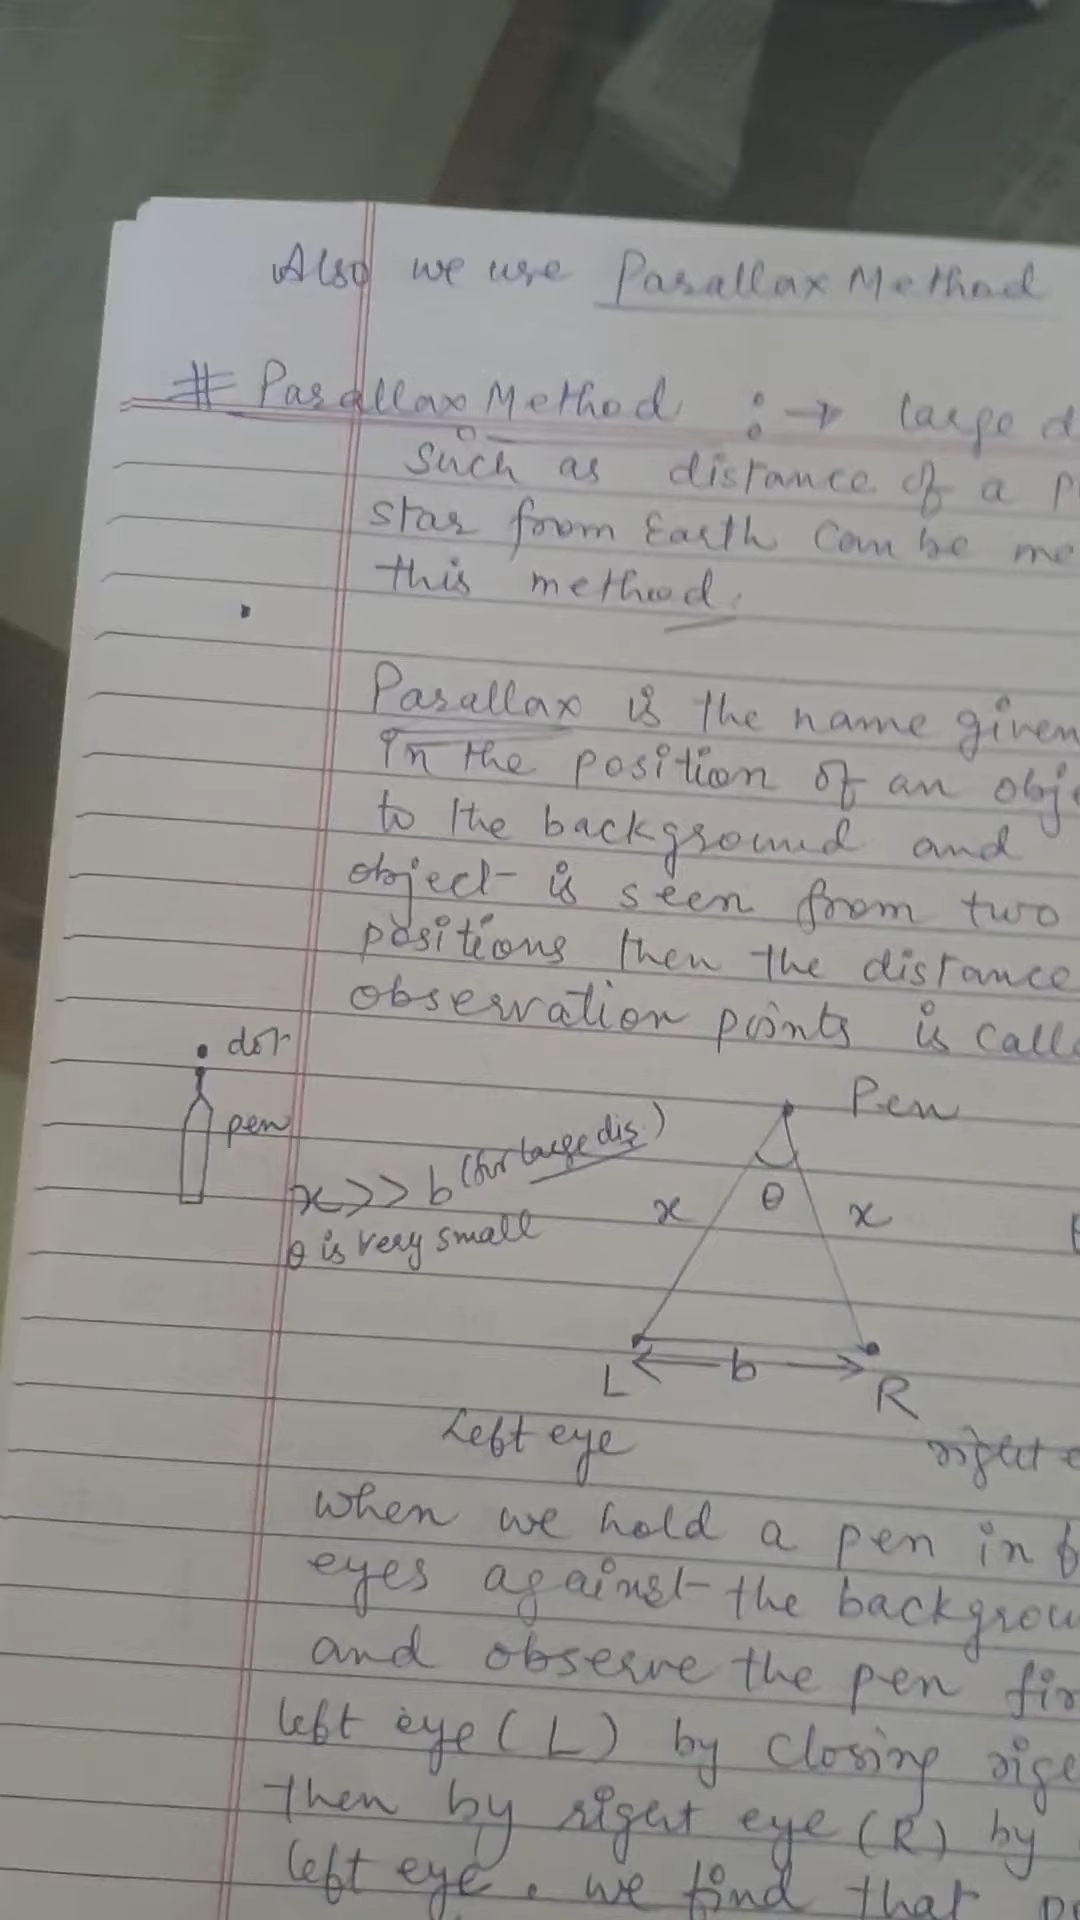 Also we use Parallax Method
# Parallax Method :→ large d
such as distance of a p
star from Earth can be me
this method.
Parallax is the name given
in the position of an obje
to the background and
object is seen from two
positions then the distance
observation points is calle
dot
pen
x >> b (for large dis.)
θ is very small
Pen
θ
x
x
b
L
R
Left eye
right e
when we hold a pen in f
eyes against the backgrou
and observe the pen fir
left eye (L) by closing rig
then by right eye (R) by
left eye. we find that